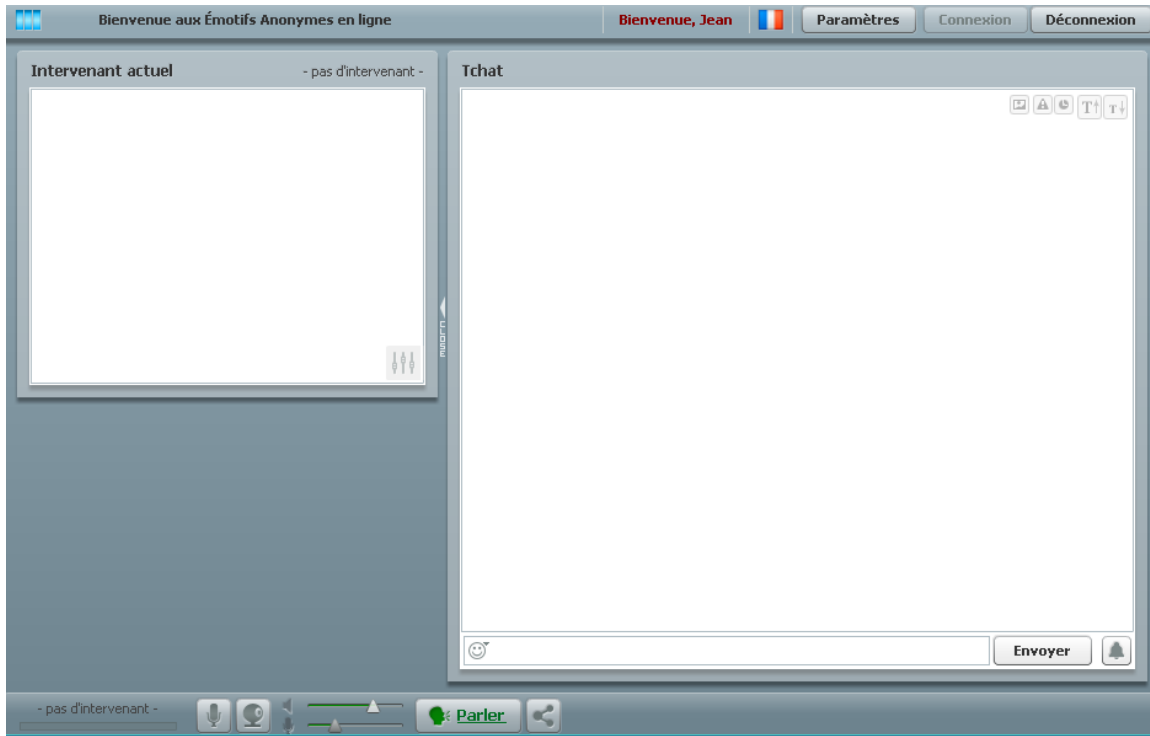 Bienvenue aux Émotifs Anonymes en ligne
Bienvenue, Jean
Paramètres
Connexion
Déconnexion
Intervenant actuel
- pas d'intervenant -
Tchat
T T
CLOSE
Envoyer
- pas d'intervenant -
Parler